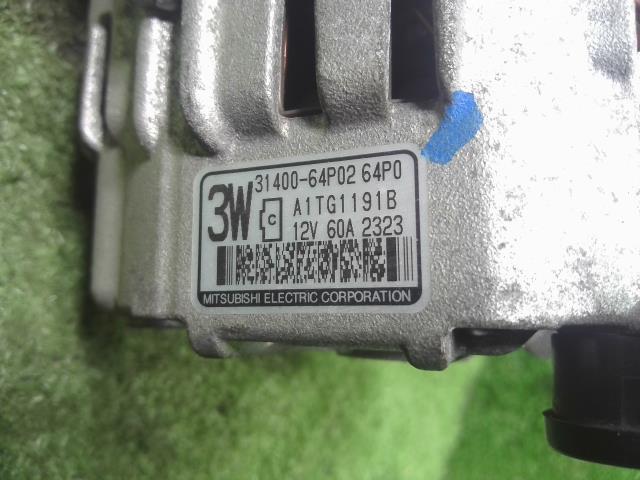 3W 31400-64P02 64P0
C A1TG1191B
12V 60A 2323
MITSUBISHI ELECTRIC CORPORATION